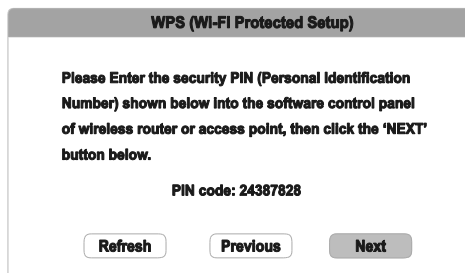 WPS (Wi-Fi Protected Setup)
Please Enter the security PIN (Personal Identification
Number) shown below into the software control panel
of wireless router or access point, then click the ‘NEXT’
button below.
PIN code: 24387828
Refresh Previous Next